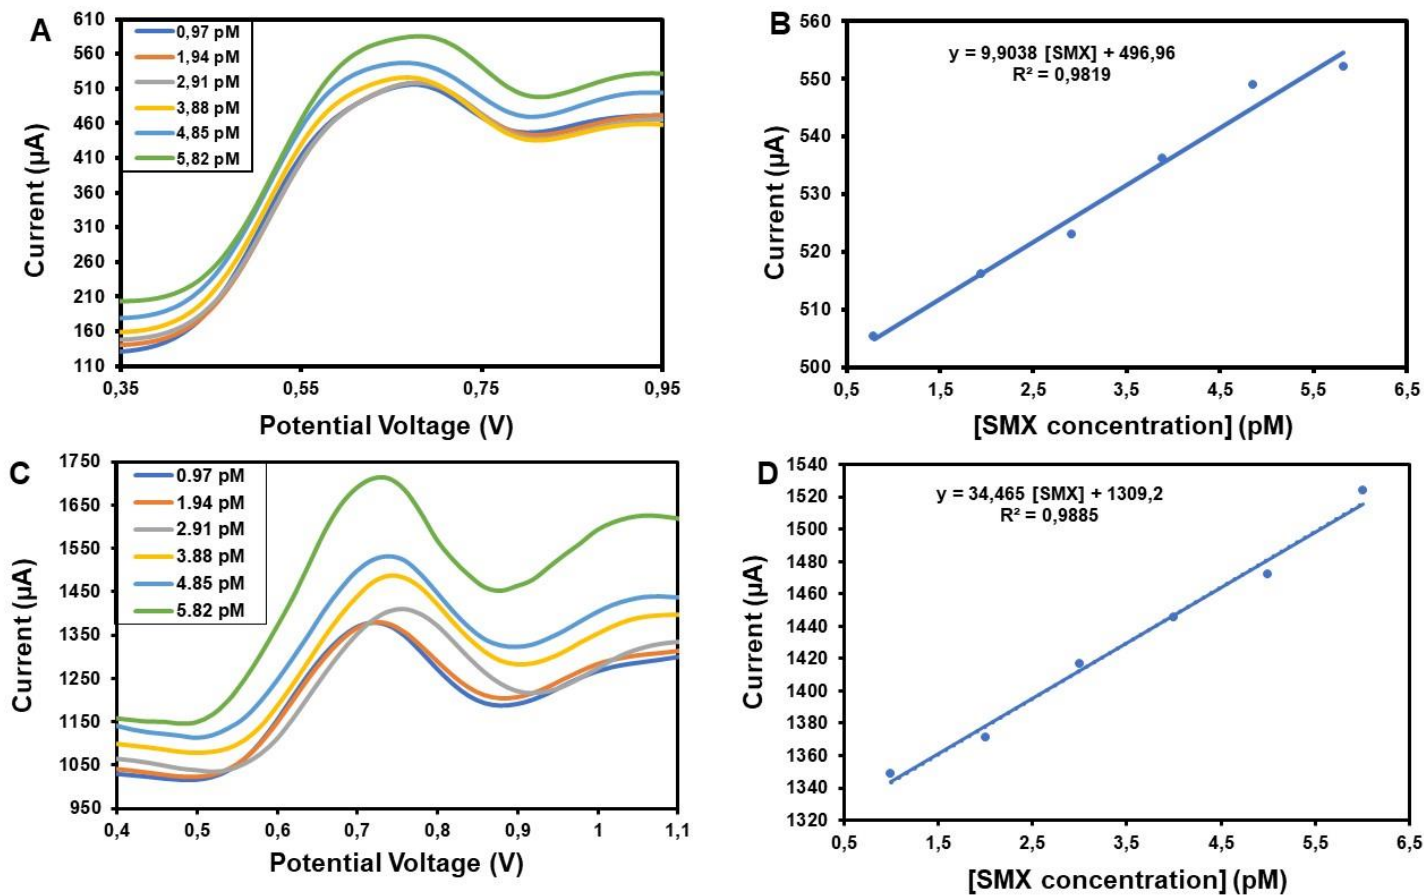 A
0,97 pM
1.94 pM
2.91 pM
3,88 pM
4,85 pM
5,82 pM
610
560
510
460
410
360
310
260
210
160
110
Current (µA)
0,35 0,55 0,75 0,95
Potential Voltage (V)
B
y = 9,9038 [SMX] + 496,96
R² = 0,9819
560
550
540
530
520
510
500
Current (µA)
0,5 1,5 2,5 3,5 4,5 5,5 6,5
[SMX concentration] (pM)
C
0.97 pM
1.94 pM
2.91 pM
3.88 pM
4.85 pM
5.82 pM
1750
1650
1550
1450
1350
1250
1150
1050
950
Current (µA)
0,4 0,5 0,6 0,7 0,8 0,9 1 1,1
Potential Voltage (V)
D
y = 34,465 [SMX] + 1309,2
R² = 0,9885
1540
1520
1500
1480
1460
1440
1420
1400
1380
1360
1340
1320
Current (µA)
0,5 1,5 2,5 3,5 4,5 5,5 6,5
[SMX concentration] (pM)